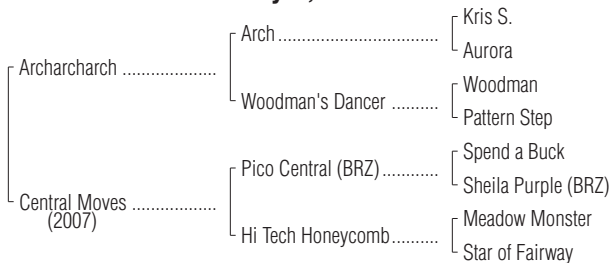 Kris S.
Arch
Aurora
Archarcharch
Woodman
Woodman's Dancer
Pattern Step
Spend a Buck
Pico Central (BRZ)
Sheila Purple (BRZ)
Central Moves
(2007)
Meadow Monster
Hi Tech Honeycomb
Star of Fairway